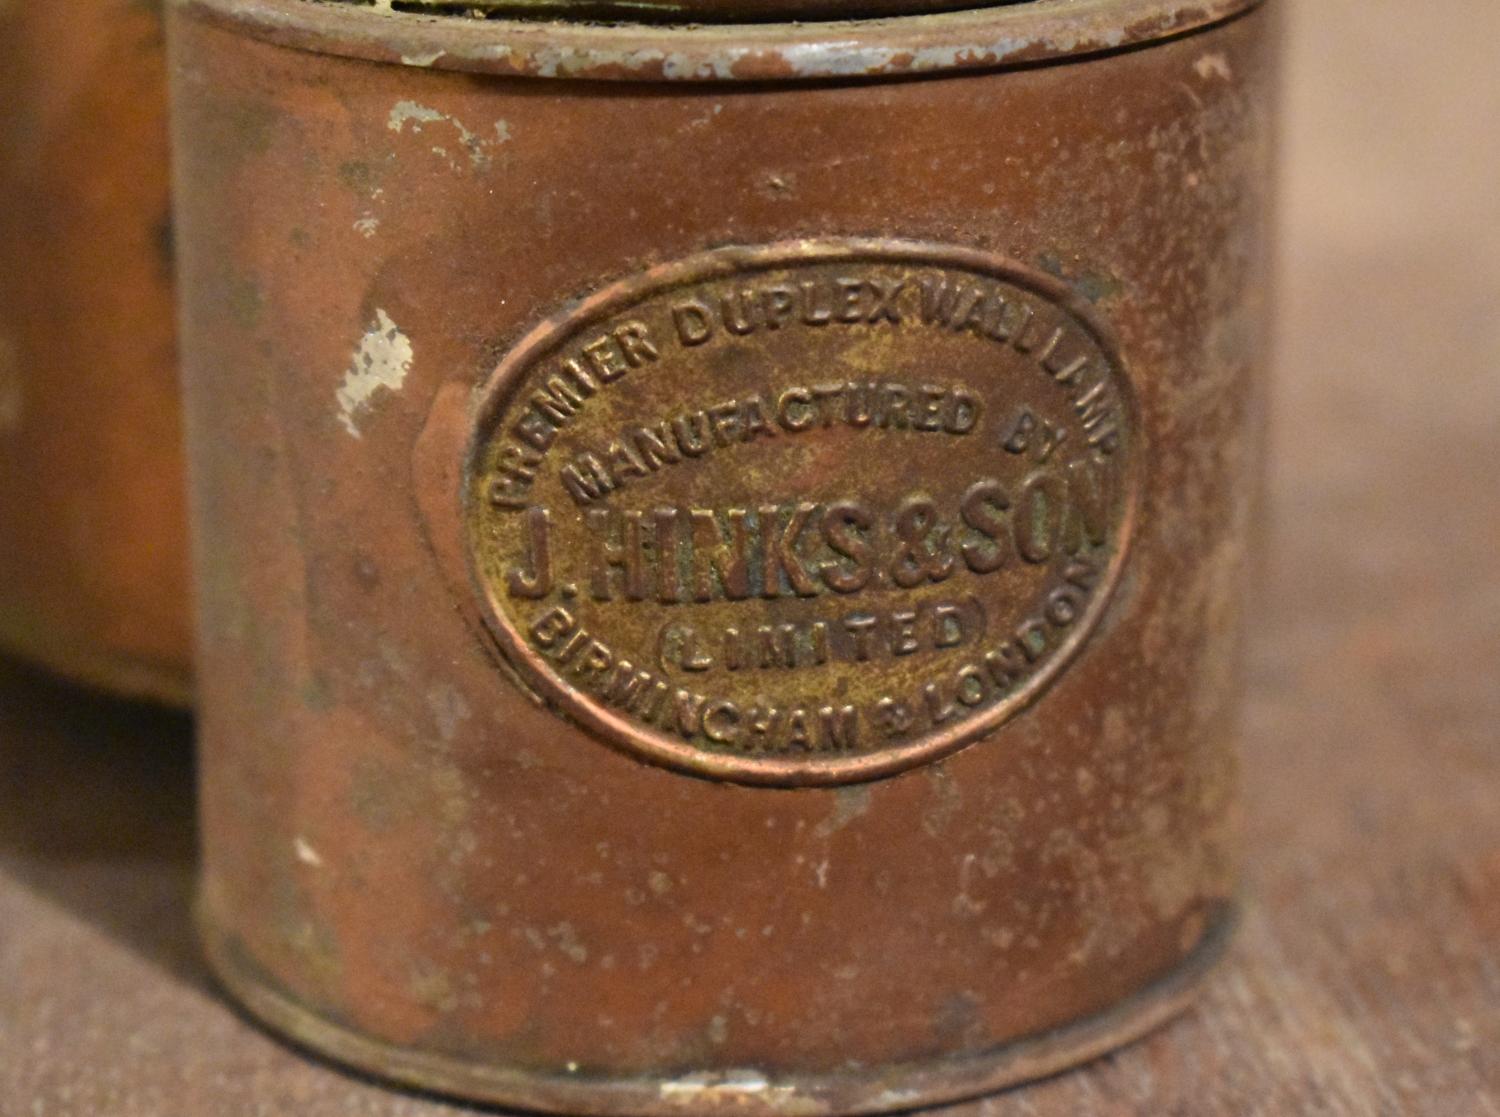 PREMIER DUPLEX WALL LAMP
MANUFACTURED BY
J. HINKS & SON
(LIMITED)
BIRMINGHAM & LONDON